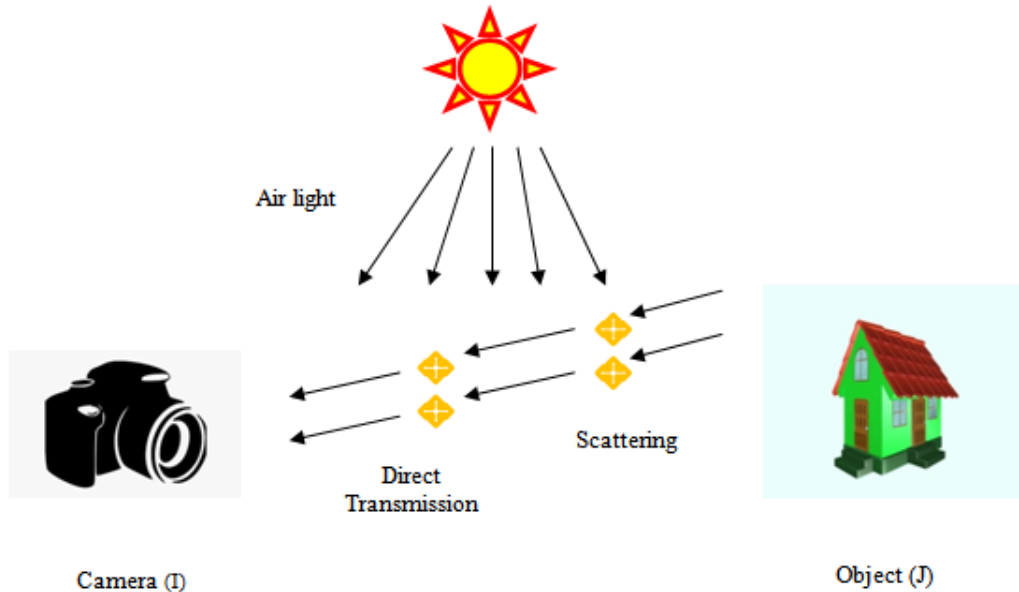 Air light
Scattering
Direct
Transmission
Camera (I)
Object (J)